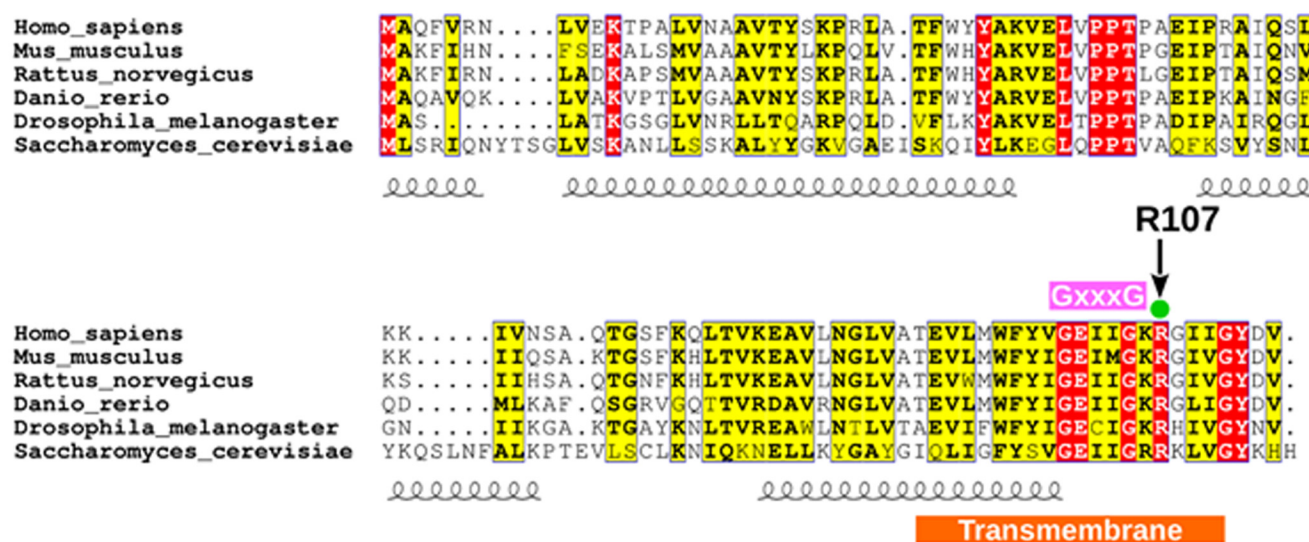 Homo_sapiens MAQFVRN....LVEKTPALVNAAVTYSKPRLA.TFWYYAKVELVPPTPAEIPRAIQSL
Mus_musculus MAKFIHN....FSEKALSMVAAAVTYLKPRLV.TFWHYAKVELVPPTPGEIPTAIQNV
Rattus_norvegicus MAKFIRN....LADKAPSMVAAAVTYSKPRLA.TFWHYARVELVPPTLGEIPTAIQSM
Danio_rerio MAQAVQK....LVAKVPTLVGAAVNYSKPRLA.TFWYYARVELVPPTPAEIPKAINGF
Drosophila_melanogaster MAS........LATKGSGLVNRLLTQARPQLD.VFLKYAKVELTPPTPADIPAIRQGL
Saccharomyces_cerevisiae MLSRIQNYTSGLVSKANLLSSKALYYGKVGAEISKQIYLKEGLQPPTVAQFKSVYSNL
R107
GxxxG
Homo_sapiens KK.....IVNSA.QTGSFKQLTVKEAVLNGLVATEVLMWFYVGEIIGKRGIIGYDV.
Mus_musculus KK.....IIQSA.KTGSFKHLTVKEAVLNGLVATEVLMWFYIGEIMGKRGIVGYDV.
Rattus_norvegicus KS.....IIHSA.QTGNFKHLTVKEAVLNGLVATEVWMWFYIGEIIGKRGIVGYDV.
Danio_rerio QD.....MLKAF.QSGRVGQTTVRDAVRNGLVATEVLMWFYIGEIIGKRGLIGYDV.
Drosophila_melanogaster GN.....IIKGA.KTGAYKNLTVREAWLNTLVTAEVIFWFYIGECIGKRHIVGYNV.
Saccharomyces_cerevisiae YKQSLNFALKPTEVLSCLKNIQKNELLKYGAYGIQLIGFYSVGEIIGRRKLVGYKHH
Transmembrane